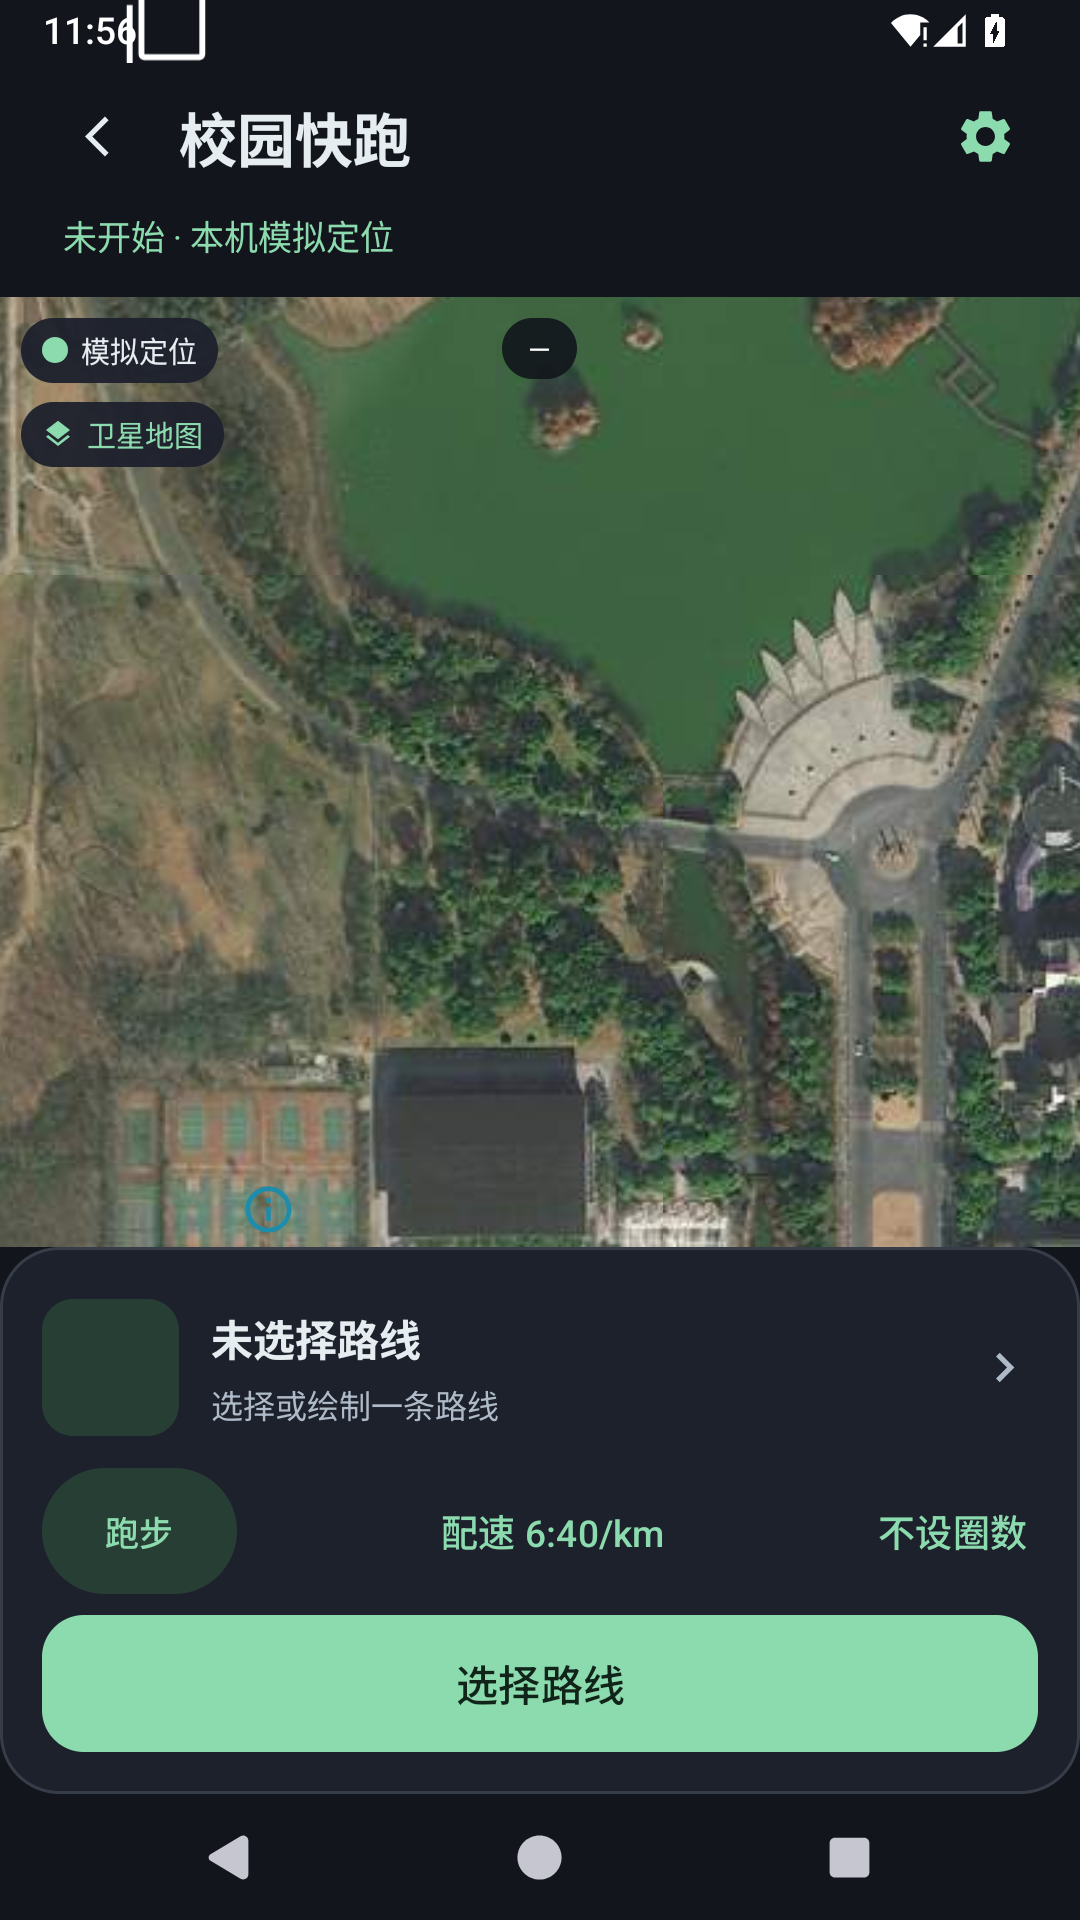 11:56
校园快跑
未开始 · 本机模拟定位
模拟定位
–
卫星地图
未选择路线
选择或绘制一条路线
跑步
配速 6:40/km
不设圈数
选择路线